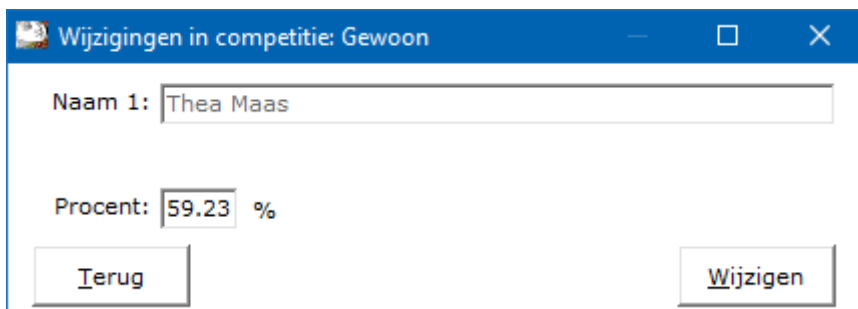 Wijzigingen in competitie: Gewoon
Naam 1: Thea Maas
Procent: 59.23 %
Terug Wijzigen